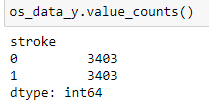 os_data_y.value_counts()
stroke
0         3403
1         3403
dtype: int64